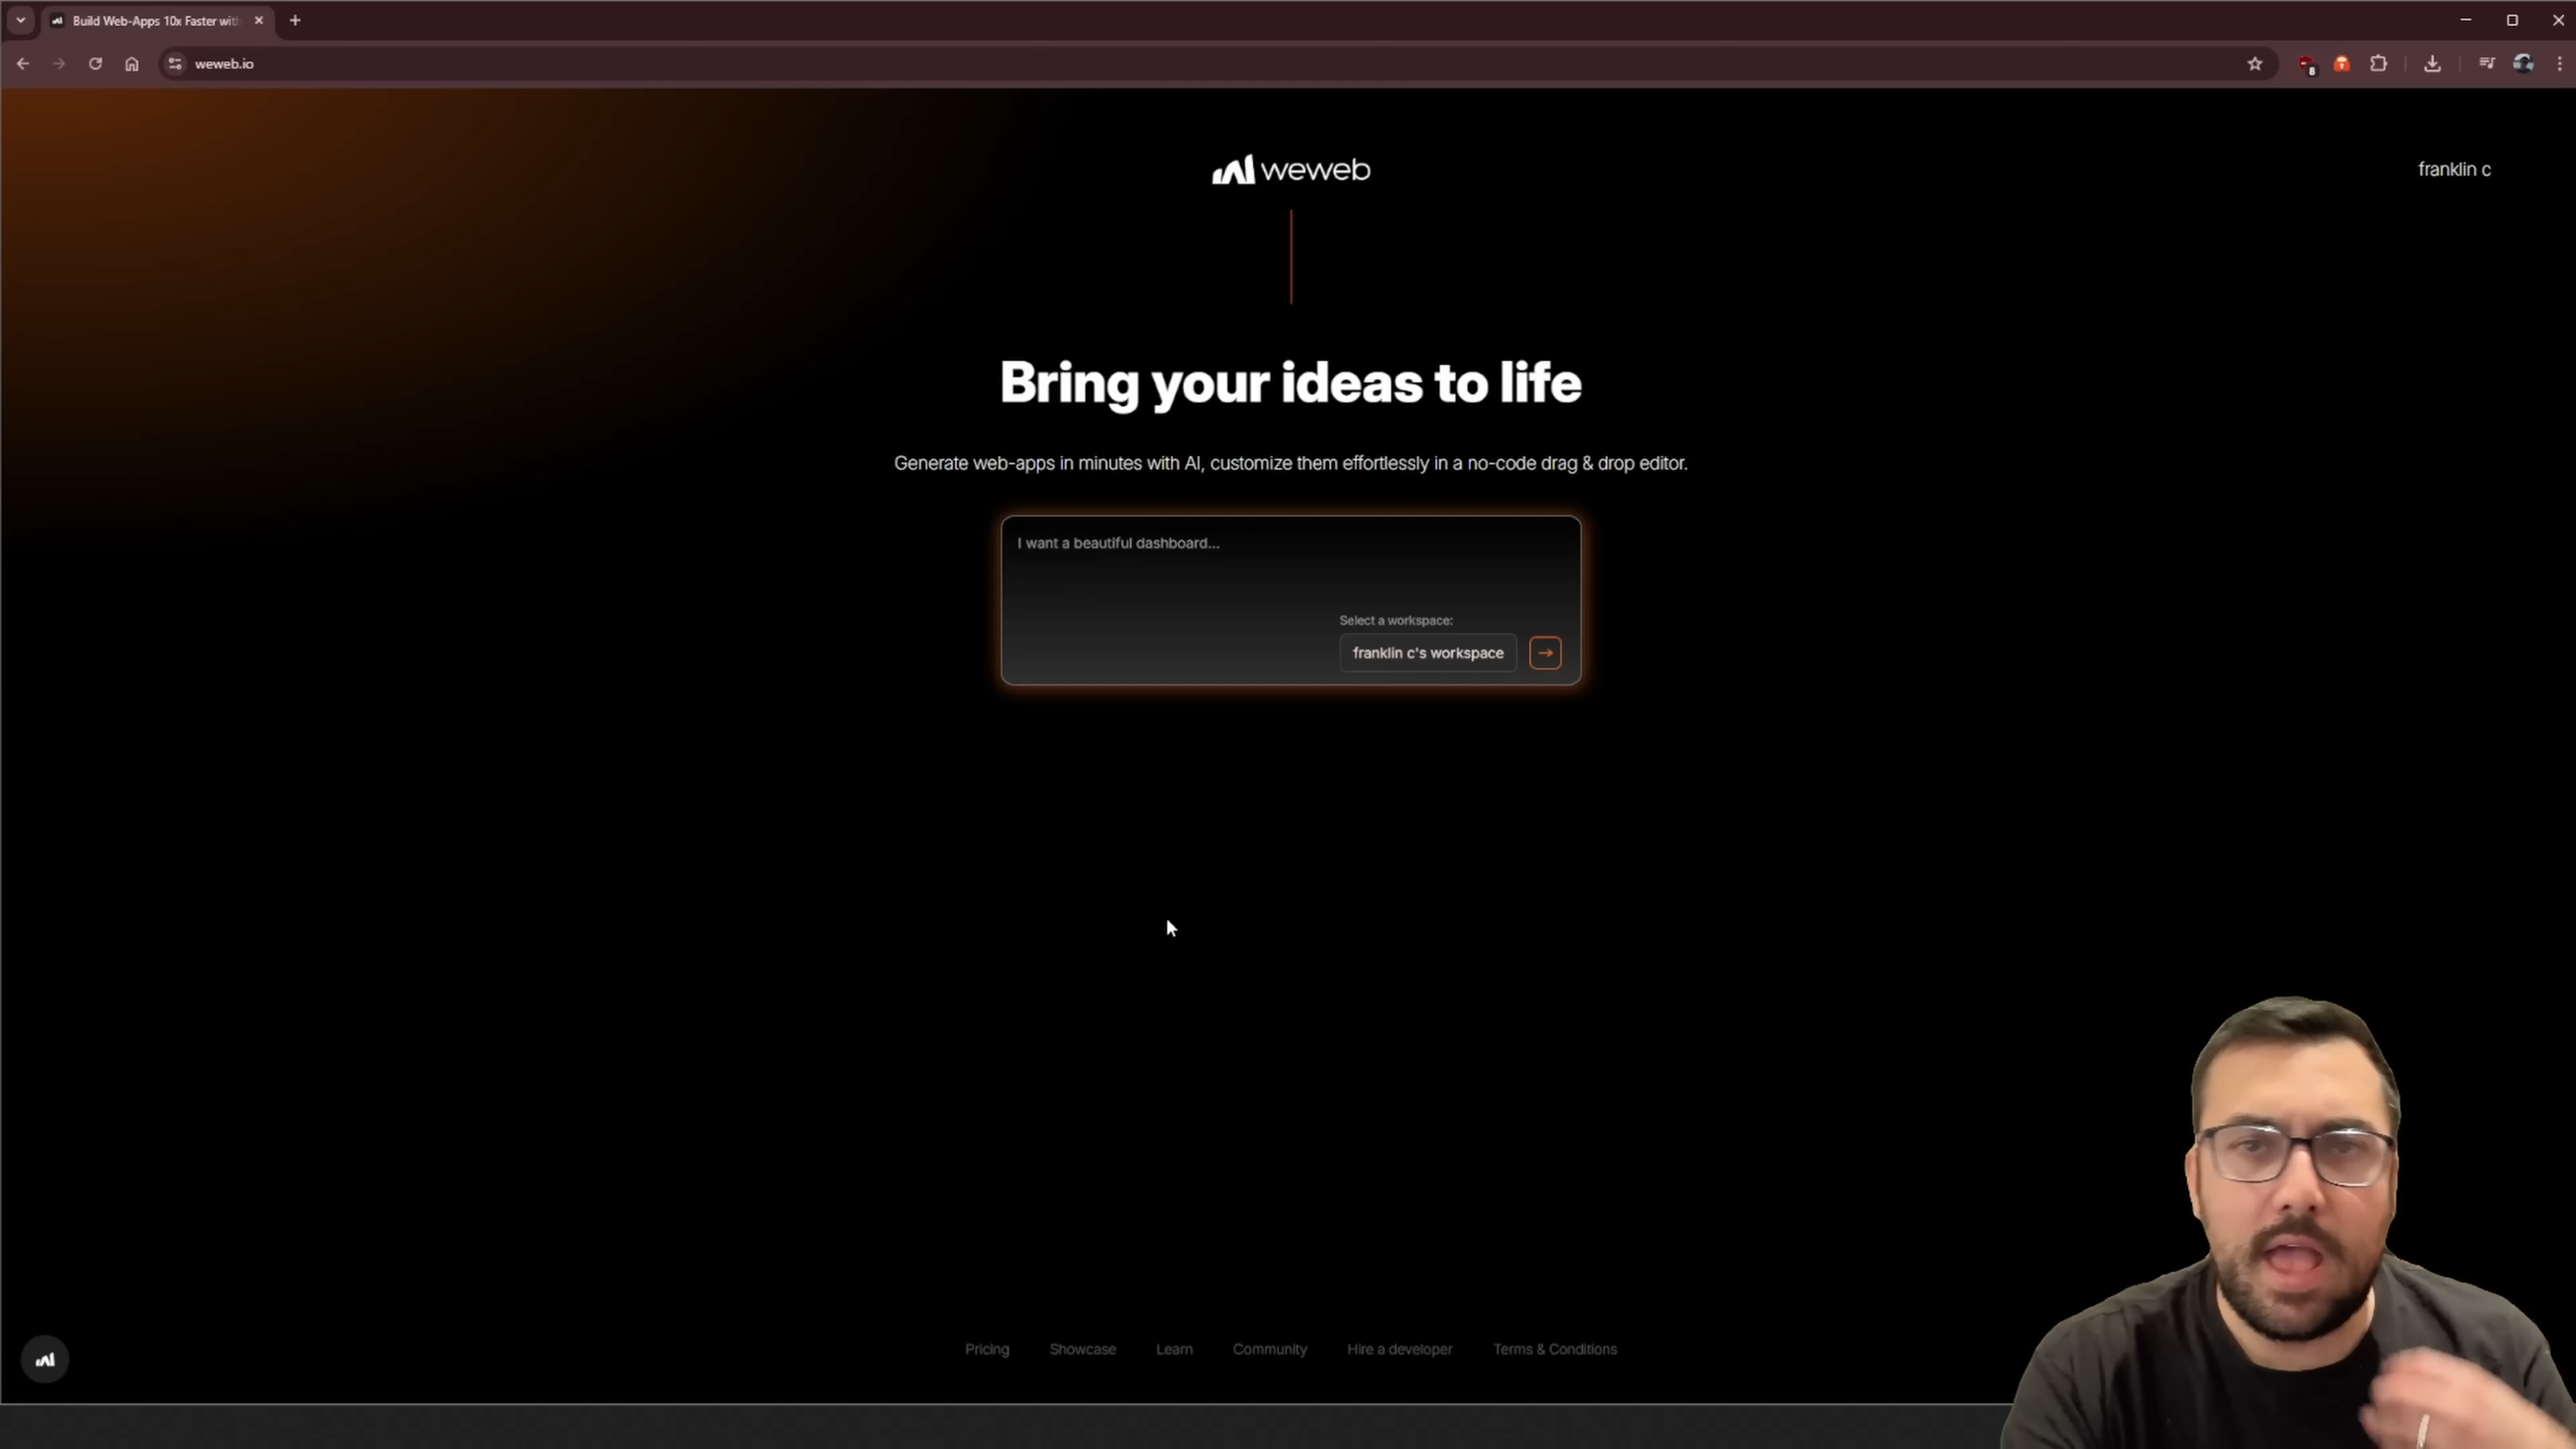 Build Web-Apps 10x Faster with
weweb.io
8
weweb
franklin c
Bring your ideas to life
Generate web-apps in minutes with AI, customize them effortlessly in a no-code drag & drop editor.
I want a beautiful dashboard...
Select a workspace:
franklin c's workspace
Pricing Showcase Learn Community Hire a developer Terms & Conditions